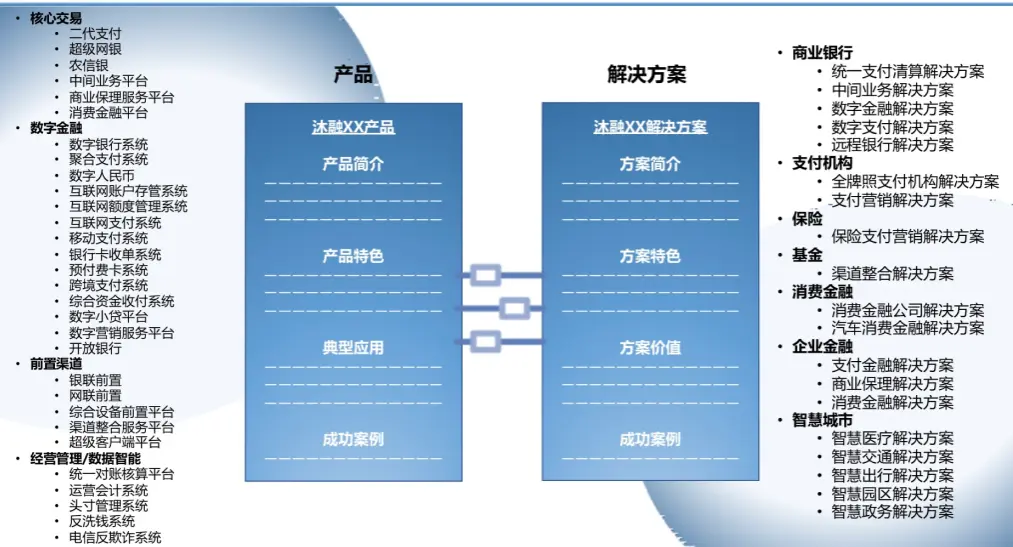 • 核心交易
• 二代支付
• 超级网银
• 农信银
• 中间业务平台
• 商业保理服务平台
• 消费金融平台
• 数字金融
• 数字银行系统
• 聚合支付系统
• 数字人民币
• 互联网账户存管系统
• 互联网额度管理系统
• 互联网支付系统
• 移动支付系统
• 银行卡收单系统
• 预付费卡系统
• 跨境支付系统
• 综合资金收付系统
• 数字小贷平台
• 数字营销服务平台
• 开放银行
• 前置渠道
• 银联前置
• 网联前置
• 综合设备前置平台
• 渠道整合服务平台
• 超级客户端平台
• 经营管理/数据智能
• 统一对账核算平台
• 运营会计系统
• 头寸管理系统
• 反洗钱系统
• 电信反欺诈系统
产品
沐融XX产品
产品简介
产品特色
典型应用
成功案例
解决方案
沐融XX解决方案
方案简介
方案特色
方案价值
成功案例
• 商业银行
• 统一支付清算解决方案
• 中间业务解决方案
• 数字金融解决方案
• 数字支付解决方案
• 远程银行解决方案
• 支付机构
• 全牌照支付机构解决方案
• 支付营销解决方案
• 保险
• 保险支付营销解决方案
• 基金
• 渠道整合解决方案
• 消费金融
• 消费金融公司解决方案
• 汽车消费金融解决方案
• 企业金融
• 支付金融解决方案
• 商业保理解决方案
• 消费金融解决方案
• 智慧城市
• 智慧医疗解决方案
• 智慧交通解决方案
• 智慧出行解决方案
• 智慧园区解决方案
• 智慧政务解决方案